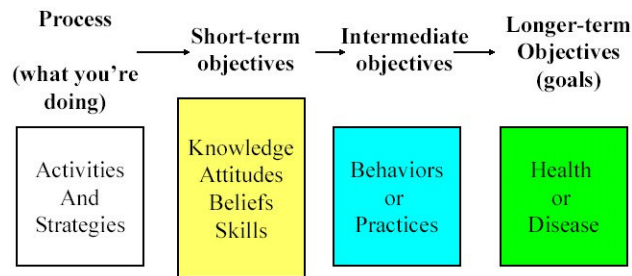 Process
(what you're
doing)
Short-term
objectives
Intermediate
objectives
Longer-term
Objectives
(goals)
Activities
And
Strategies
Knowledge
Attitudes
Beliefs
Skills
Behaviors
or
Practices
Health
or
Disease